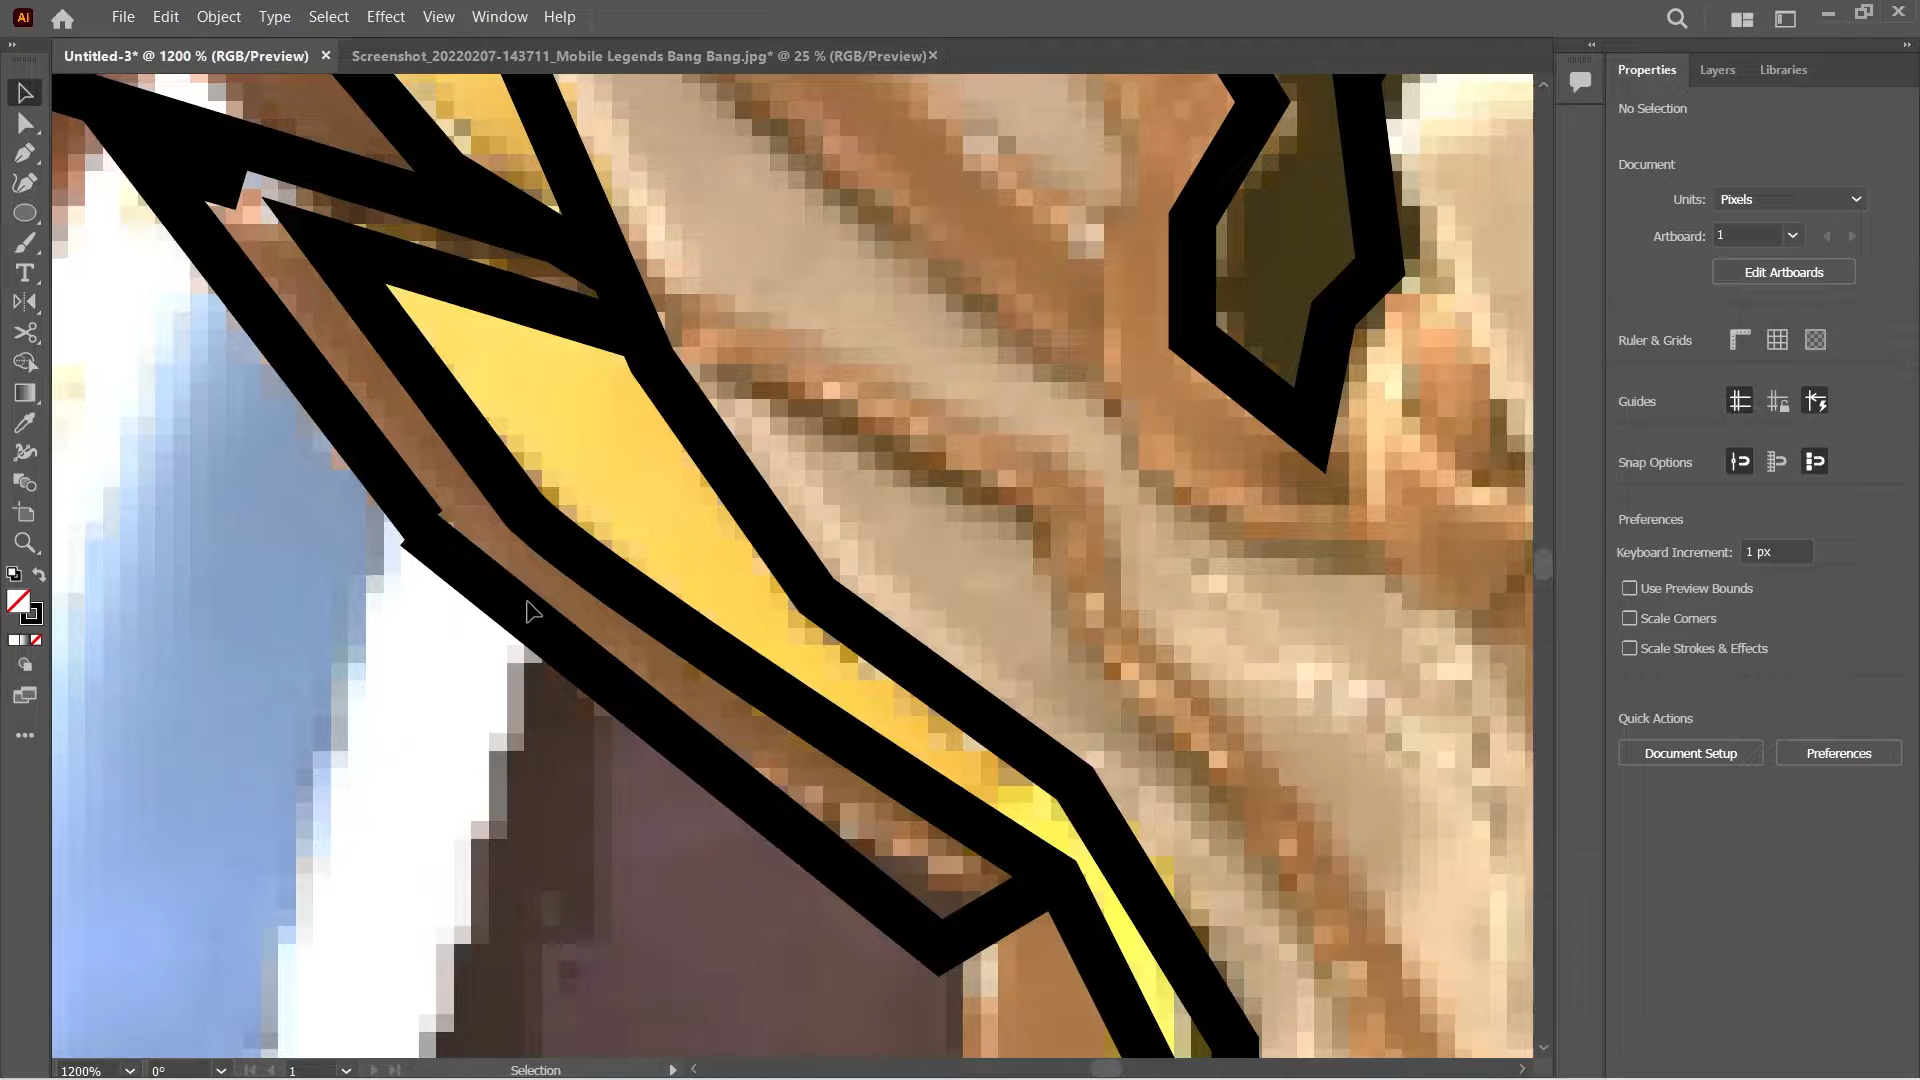 Ai File Edit Object Type Select Effect View Window Help
Untitled-3* @ 1200 % (RGB/Preview) × Screenshot_20220207-143711_Mobile Legends Bang Bang.jpg* @ 25 % (RGB/Preview) ×
Properties Layers Libraries
No Selection
Document
Units: Pixels
Artboard: 1
Edit Artboards
Ruler & Grids
Guides
Snap Options
Preferences
Keyboard Increment: 1 px
Use Preview Bounds
Scale Corners
Scale Strokes & Effects
Quick Actions
Document Setup Preferences
1200% 0° 1 Selection